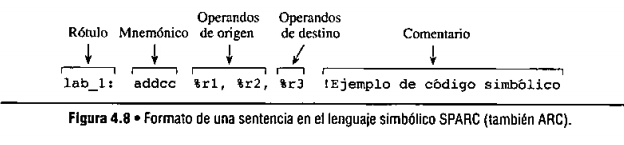 Operandos Operandos
Rótulo Mnemónico de origen de destino Comentario
lab_1: addcc %r1, %r2, %r3 !Ejemplo de código simbólico
Figura 4.8 • Formato de una sentencia en el lenguaje simbólico SPARC (también ARC).